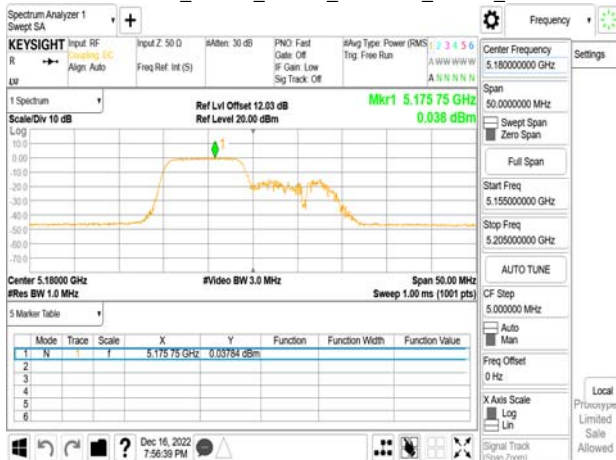 Spectrum Analyzer 1
Swept SA
+
Frequency
KEYSIGHT
Input: RF
Coupling: DC
Align: Auto
Input Z: 50 Ω
Freq Ref: Int (S)
#Atten: 30 dB
PNO: Fast
Gate: Off
IF Gain: Low
Sig Track: Off
#Avg Type: Power (RMS
Trig: Free Run
1 2 3 4 5 6
A W W W W W
A N N N N N
R
LVI
Center Frequency
5.180000000 GHz
Settings
Span
50.0000000 MHz
Swept Span
Zero Span
Full Span
Start Freq
5.155000000 GHz
Stop Freq
5.205000000 GHz
AUTO TUNE
CF Step
5.000000 MHz
Auto
Man
Freq Offset
0 Hz
X Axis Scale
Log
Lin
Signal Track
(Span Zoom)
Local
Prototype
Limited
Sale
Allowed
1 Spectrum
Scale/Div 10 dB
Ref Lvl Offset 12.03 dB
Ref Level 20.00 dBm
Mkr1 5.175 75 GHz
0.038 dBm
Log
10.0
0.00
-10.0
-20.0
-30.0
-40.0
-50.0
-60.0
-70.0
1
Center 5.18000 GHz
#Res BW 1.0 MHz
#Video BW 3.0 MHz
Span 50.00 MHz
Sweep 1.00 ms (1001 pts)
5 Marker Table
Mode Trace Scale X Y Function Function Width Function Value
1 N 1 f 5.175 75 GHz 0.03784 dBm
2
3
4
5
6
?
Dec 16, 2022
7:56:39 PM